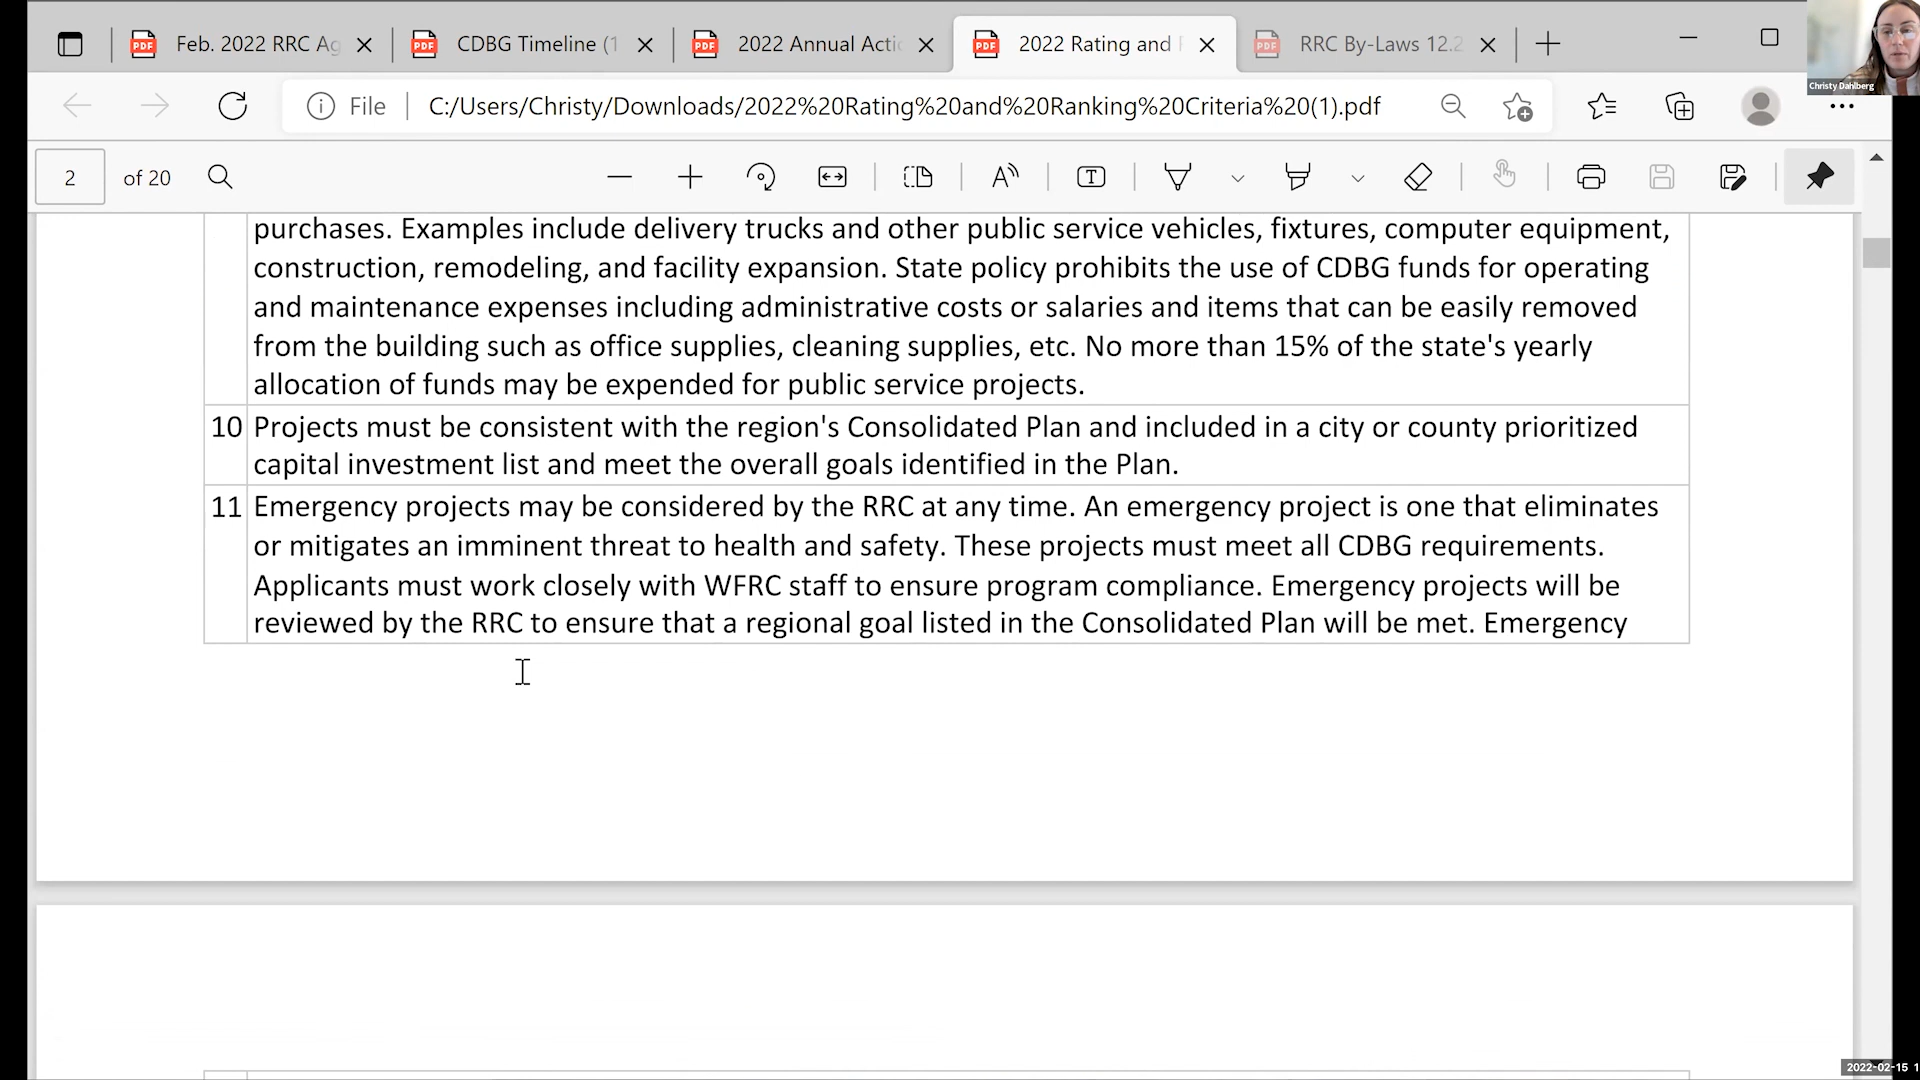 Feb. 2022 RRC Ag
CDBG Timeline (1
2022 Annual Acti
2022 Rating and
RRC By-Laws 12.2
Christy Dahlberg
File
C:/Users/Christy/Downloads/2022%20Rating%20and%20Ranking%20Criteria%20(1).pdf
2 of 20
purchases. Examples include delivery trucks and other public service vehicles, fixtures, computer equipment,
construction, remodeling, and facility expansion. State policy prohibits the use of CDBG funds for operating
and maintenance expenses including administrative costs or salaries and items that can be easily removed
from the building such as office supplies, cleaning supplies, etc. No more than 15% of the state's yearly
allocation of funds may be expended for public service projects.
10 Projects must be consistent with the region's Consolidated Plan and included in a city or county prioritized
capital investment list and meet the overall goals identified in the Plan.
11 Emergency projects may be considered by the RRC at any time. An emergency project is one that eliminates
or mitigates an imminent threat to health and safety. These projects must meet all CDBG requirements.
Applicants must work closely with WFRC staff to ensure program compliance. Emergency projects will be
reviewed by the RRC to ensure that a regional goal listed in the Consolidated Plan will be met. Emergency
2022-02-15 1